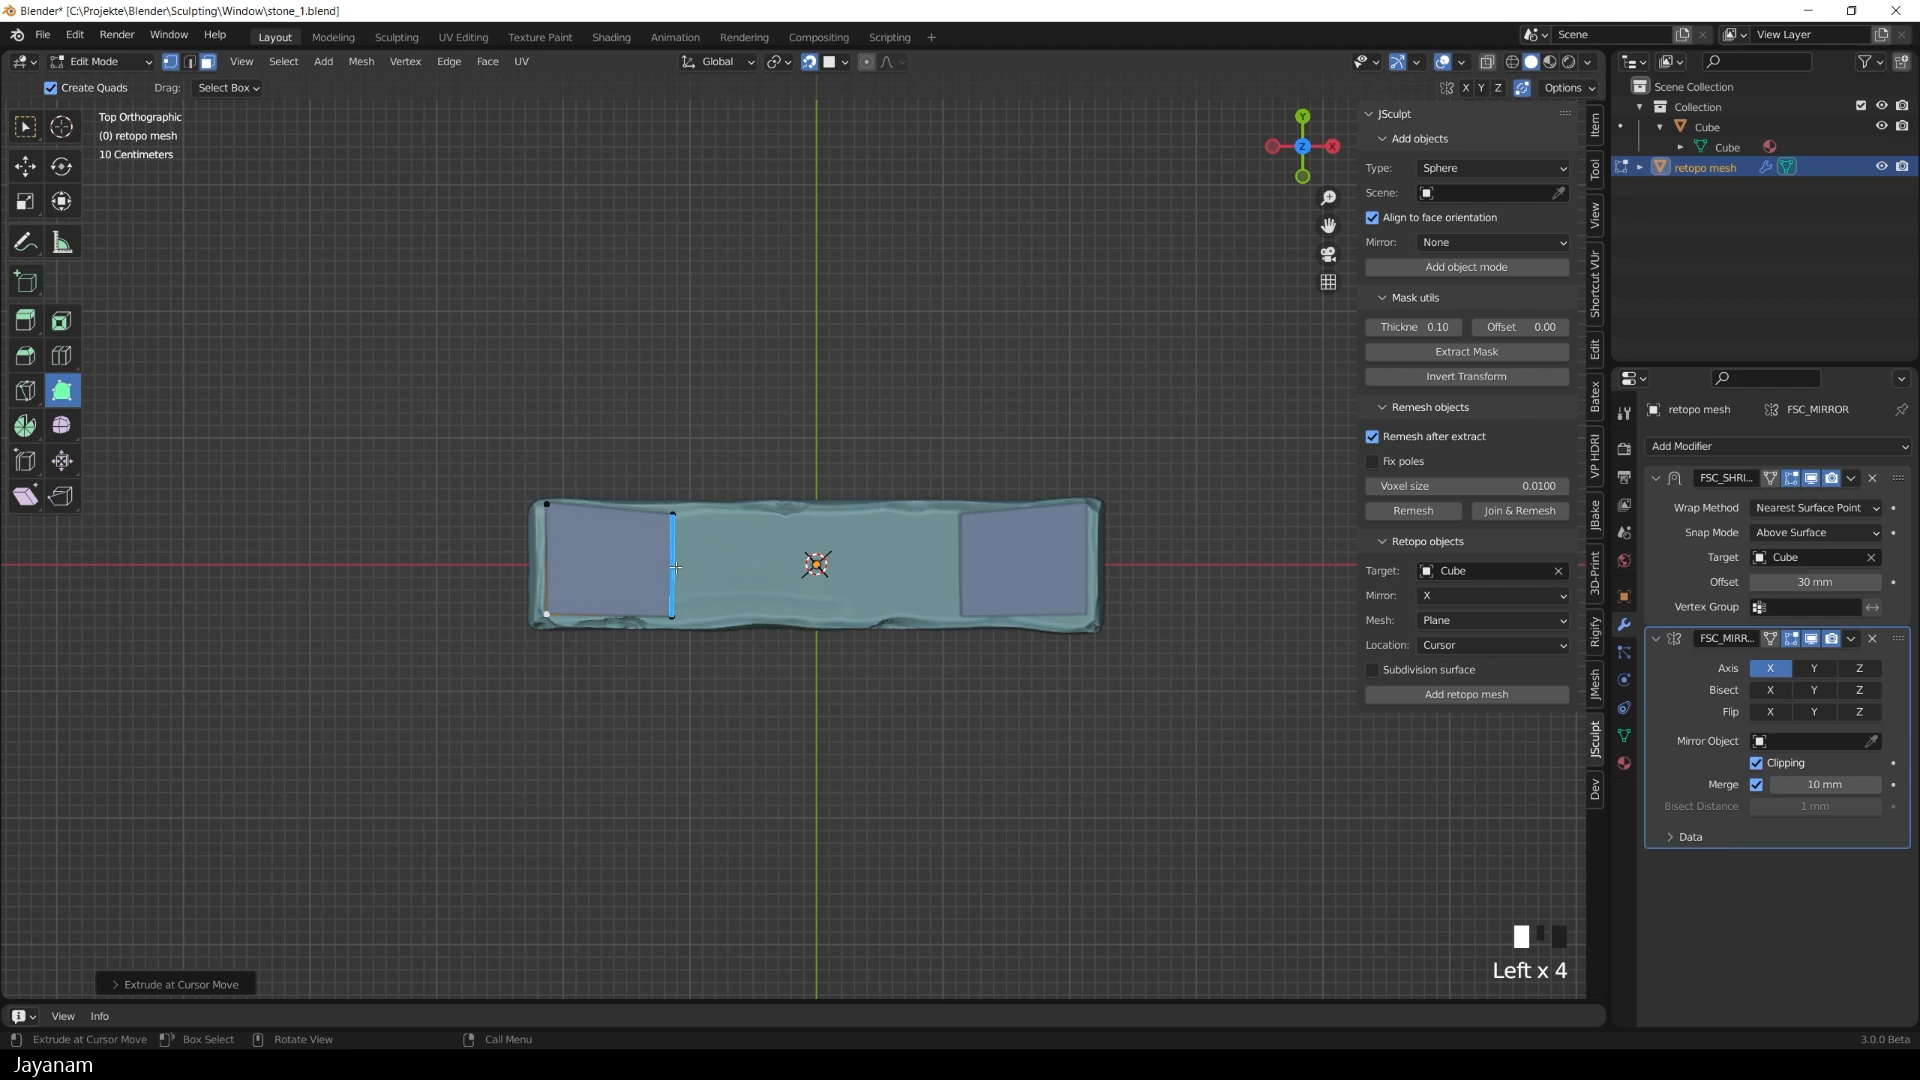 Blender* [C:\Projekte\Blender\Sculpting\Window\stone_1.blend]
File Edit Render Window Help Layout Modeling Sculpting UV Editing Texture Paint Shading Animation Rendering Compositing Scripting + Scene View Layer
Edit Mode View Select Add Mesh Vertex Edge Face UV Global
Create Quads Drag: Select Box X Y Z Options
Top Orthographic
(0) retopo mesh
10 Centimeters
Y
Z
X
JSculpt
Add objects
Type: Sphere
Scene:
Align to face orientation
Mirror: None
Add object mode
Mask utils
Thickne 0.10 Offset 0.00
Extract Mask
Invert Transform
Remesh objects
Remesh after extract
Fix poles
Voxel size 0.0100
Remesh Join & Remesh
Retopo objects
Target: Cube
Mirror: X
Mesh: Plane
Location: Cursor
Subdivision surface
Add retopo mesh
Item
Tool
View
Shortcut VUr
Edit
Batex
VP HDRI
JBake
3D-Print
Rigify
JMesh
JSculpt
Dev
Scene Collection
Collection
Cube
Cube
retopo mesh
retopo mesh FSC_MIRROR
Add Modifier
FSC_SHRI...
Wrap Method Nearest Surface Point
Snap Mode Above Surface
Target Cube
Offset 30 mm
Vertex Group
FSC_MIRR...
Axis X Y Z
Bisect X Y Z
Flip X Y Z
Mirror Object
Clipping
Merge 10 mm
Bisect Distance 1 mm
Data
Left x 4
Extrude at Cursor Move
View Info
Extrude at Cursor Move Box Select Rotate View Call Menu 3.0.0 Beta
Jayanam